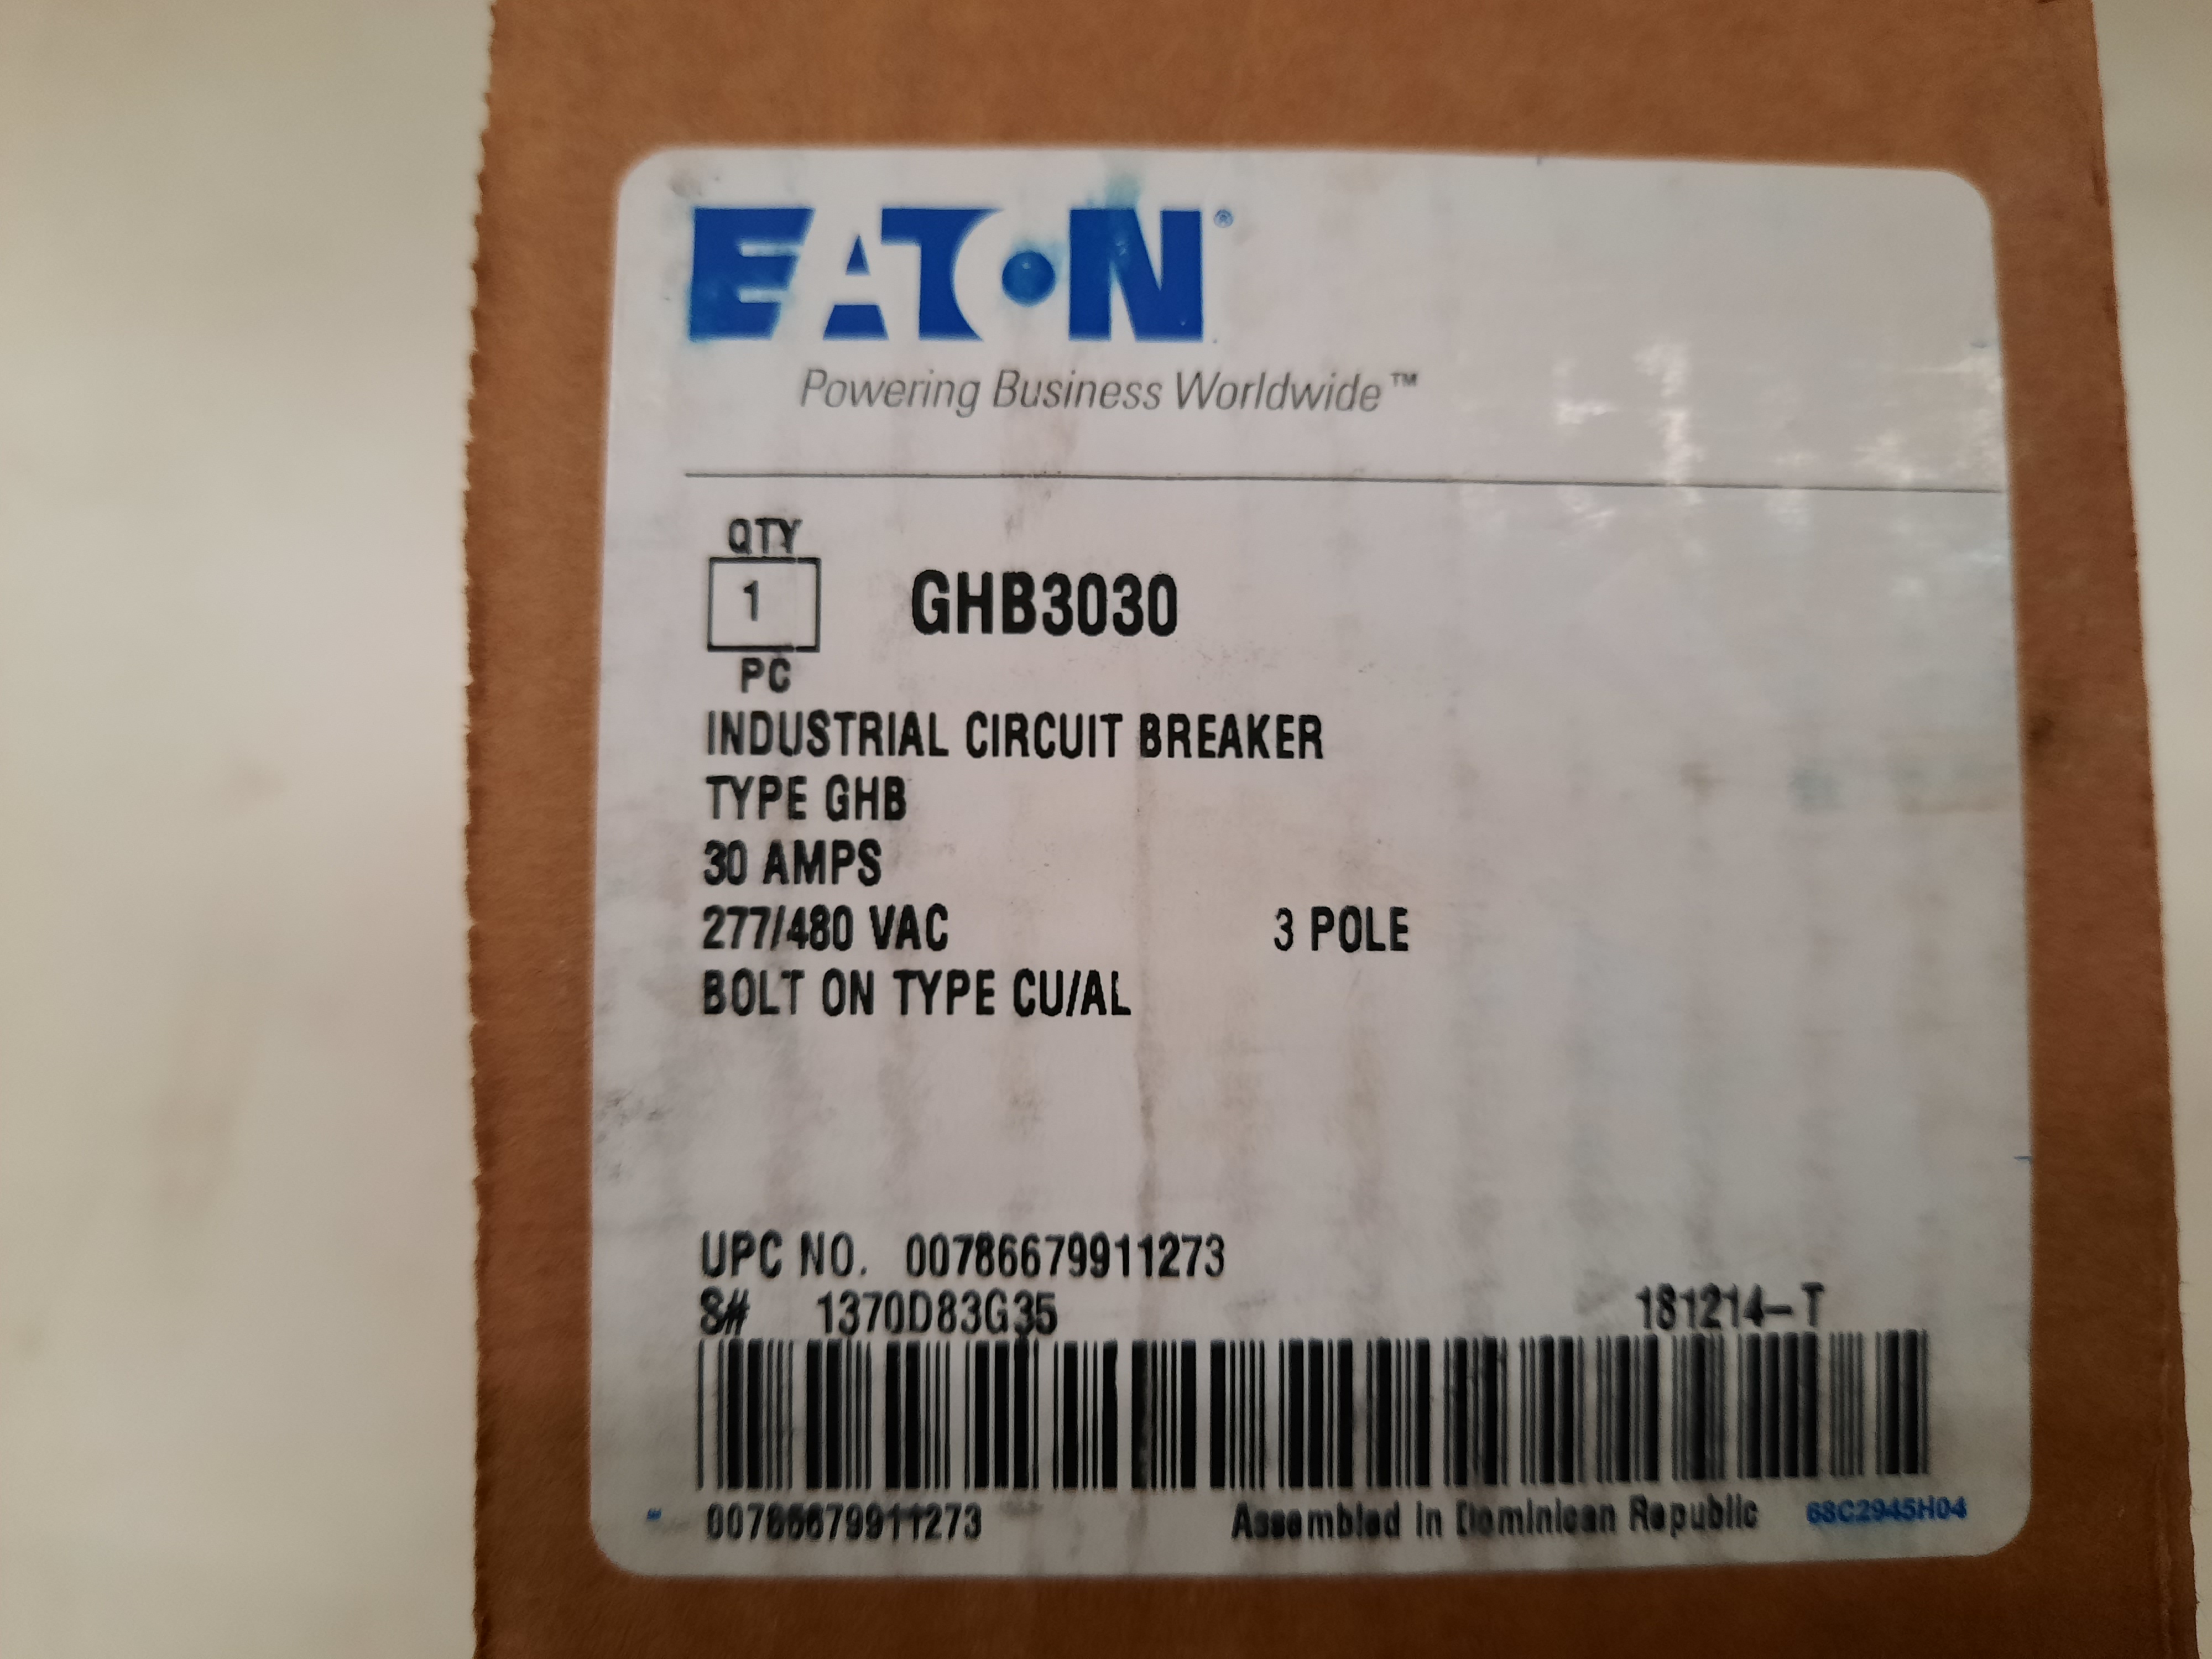 EATON®
Powering Business Worldwide™
QTY
1 GHB3030
PC
INDUSTRIAL CIRCUIT BREAKER
TYPE GHB
30 AMPS
277/480 VAC 3 POLE
BOLT ON TYPE CU/AL
UPC NO. 00786679911273
S# 1370D83G35 181214-T
00786679911273 Assembled in Dominican Republic 68C2945H04